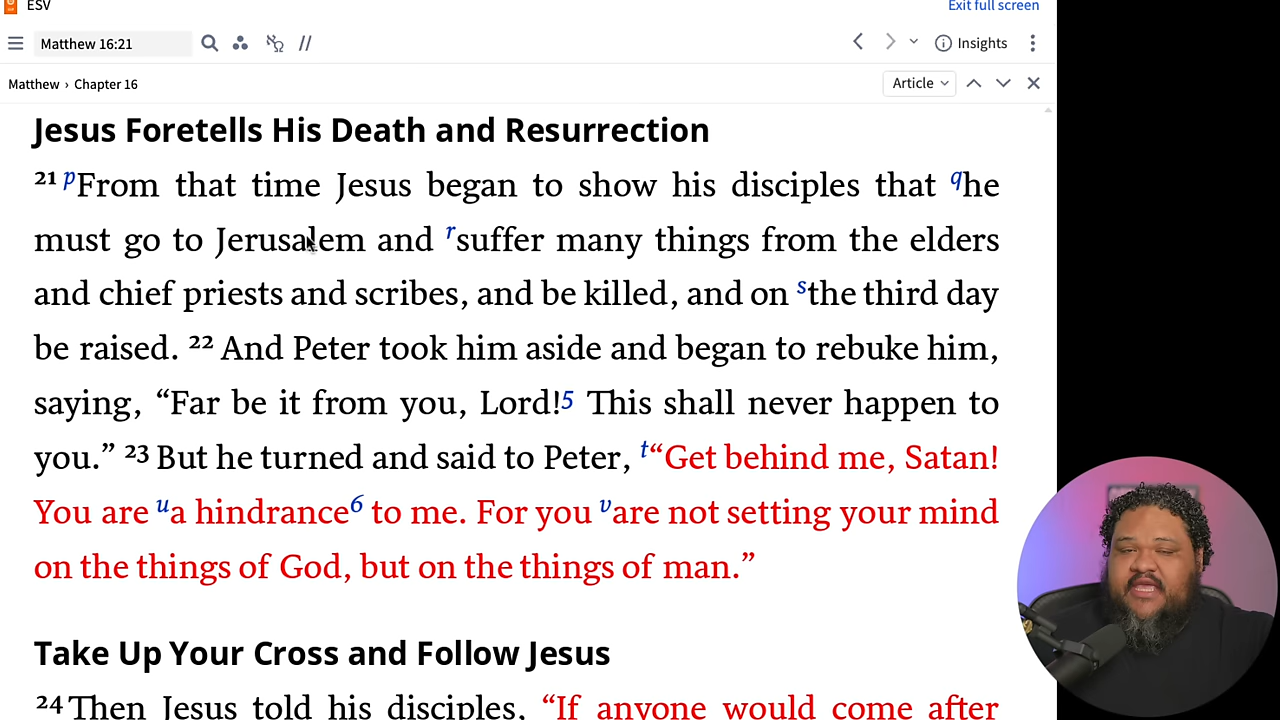 ESV
Exit full screen
Matthew 16:21
Insights
Matthew › Chapter 16
Article
Jesus Foretells His Death and Resurrection
21 pFrom that time Jesus began to show his disciples that qhe
must go to Jerusalem and rsuffer many things from the elders
and chief priests and scribes, and be killed, and on sthe third day
be raised. 22 And Peter took him aside and began to rebuke him,
saying, “Far be it from you, Lord!5 This shall never happen to
you.” 23 But he turned and said to Peter, t“Get behind me, Satan!
You are ua hindrance6 to me. For you vare not setting your mind
on the things of God, but on the things of man.”
Take Up Your Cross and Follow Jesus
24 Then Jesus told his disciples, “If anyone would come after